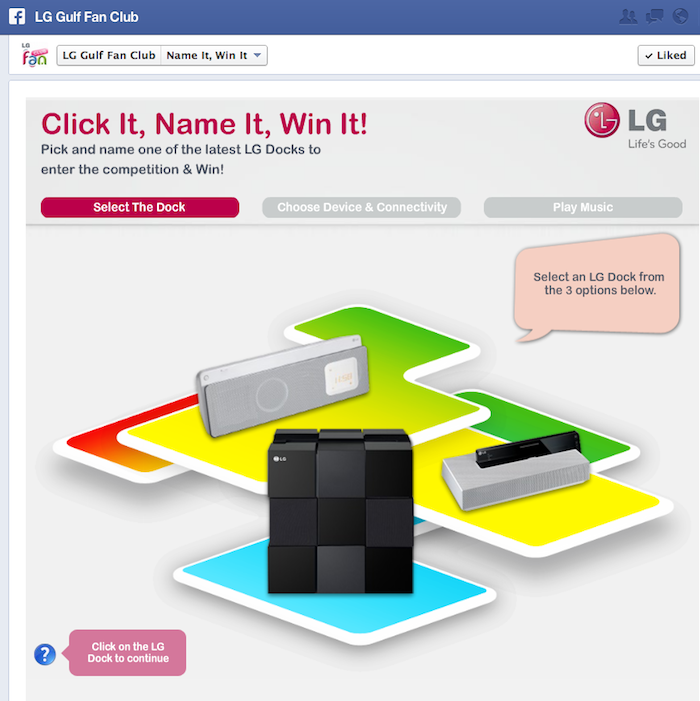 LG Gulf Fan Club
LG
fan
LG Gulf Fan Club
Name It, Win It
✓ Liked
Click It, Name It, Win It!
Pick and name one of the latest LG Docks to
enter the competition & Win!
LG
Life's Good
Select The Dock
Choose Device & Connectivity
Play Music
Select an LG Dock from
the 3 options below.
LG
?
Click on the LG
Dock to continue